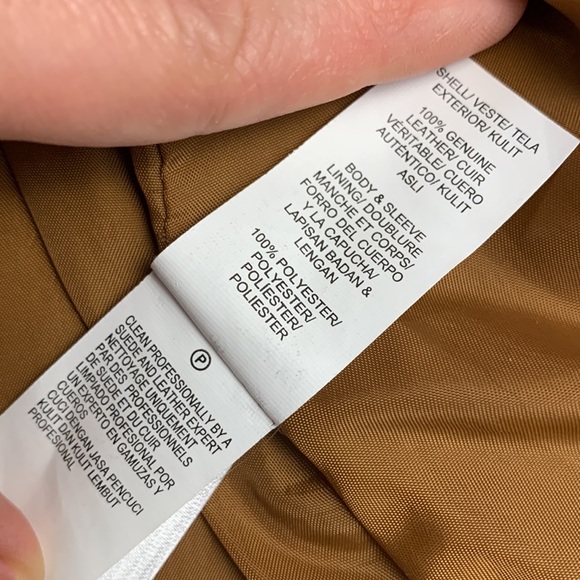 SHELL/ VESTE/ TELA
EXTERIOR/ KULIT
100% GENUINE
LEATHER/ CUIR
VÉRITABLE/ CUERO
AUTÉNTICO/ KULIT
ASLI
BODY & SLEEVE
LINING/ DOUBLURE
MANCHE ET CORPS/
FORRO DEL CUERPO
Y LA CAPUCHA/
LAPISAN BADAN &
LENGAN
100% POLYESTER/
POLYESTER/
POLIÉSTER/
POLIESTER
P
CLEAN PROFESSIONALLY BY A
SUEDE AND LEATHER EXPERT
NETTOYAGE UNIQUEMENT
PAR DES PROFESSIONNELS
DE SUEDE ET DU CUIR
LIMPIADO PROFESIONAL POR
UN EXPERTO EN GAMUZAS Y
CUEROS
CUCI DENGAN JASA PENCUCI
KULI DAN KULIT LEMBUT
PROFESIONAL